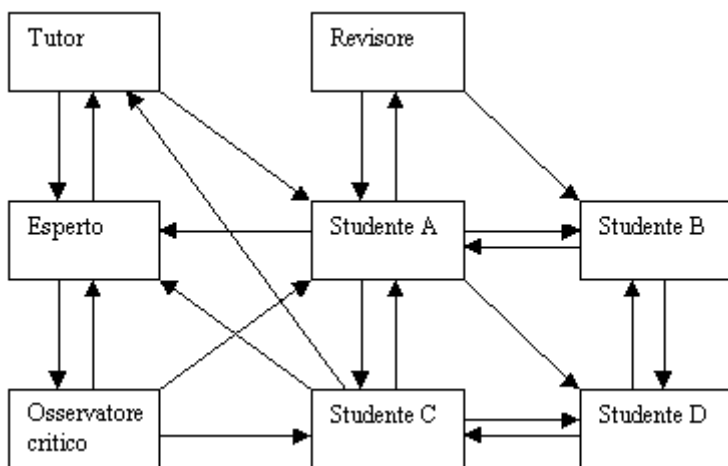 Tutor
Revisore
Esperto
Studente A
Studente B
Osservatore
critico
Studente C
Studente D